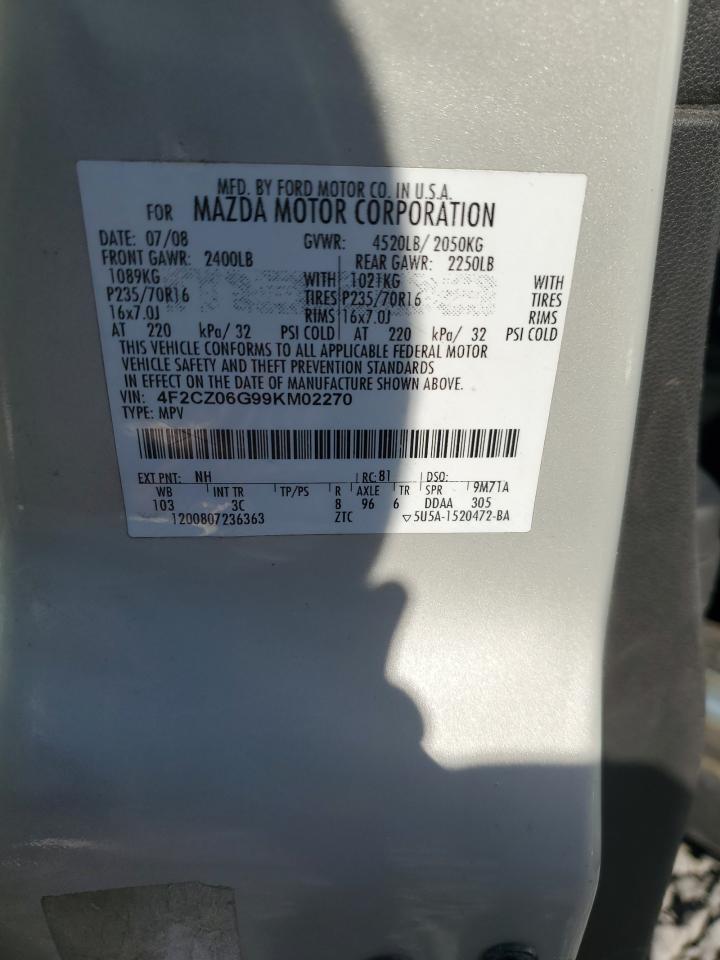 MFD. BY FORD MOTOR CO. IN U.S.A.
FOR MAZDA MOTOR CORPORATION
DATE: 07/08 GVWR: 4520LB/ 2050KG
FRONT GAWR: 2400LB REAR GAWR: 2250LB
1089KG WITH 1021KG WITH
P235/70R16 TIRES P235/70R16 TIRES
16x7.0J RIMS 16x7.0J RIMS
AT 220 kPa/ 32 PSI COLD AT 220 kPa/ 32 PSI COLD
THIS VEHICLE CONFORMS TO ALL APPLICABLE FEDERAL MOTOR
VEHICLE SAFETY AND THEFT PREVENTION STANDARDS
IN EFFECT ON THE DATE OF MANUFACTURE SHOWN ABOVE.
VIN: 4F2CZ06G99KM02270
TYPE: MPV
EXT PNT: NH RC: 81 DSO:
WB INT TR TP/PS R AXLE TR SPR 9M71A
103 3C 8 96 6 DDAA 305
1200807236363 ZTC ▽5U5A-1520472-BA